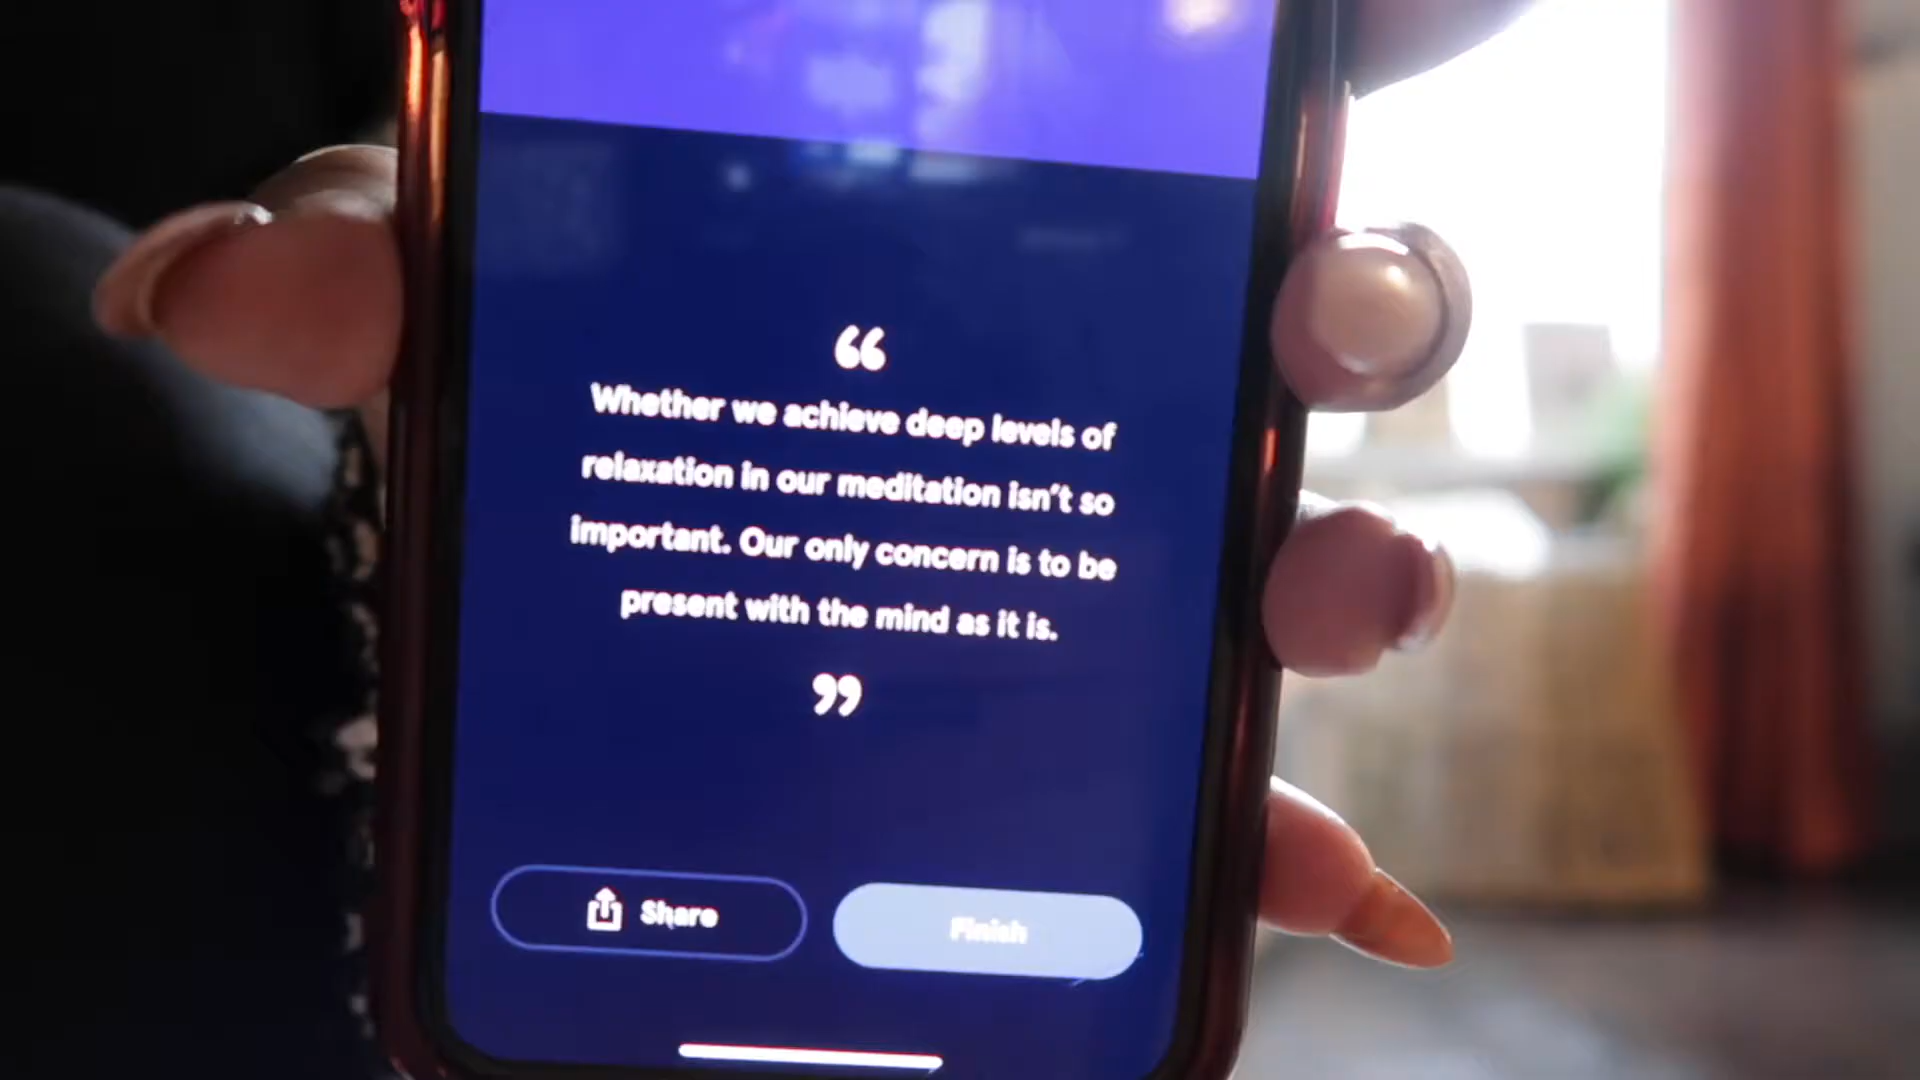 “
Whether we achieve deep levels of
relaxation in our meditation isn’t so
important. Our only concern is to be
present with the mind as it is.
”
Share
Finish